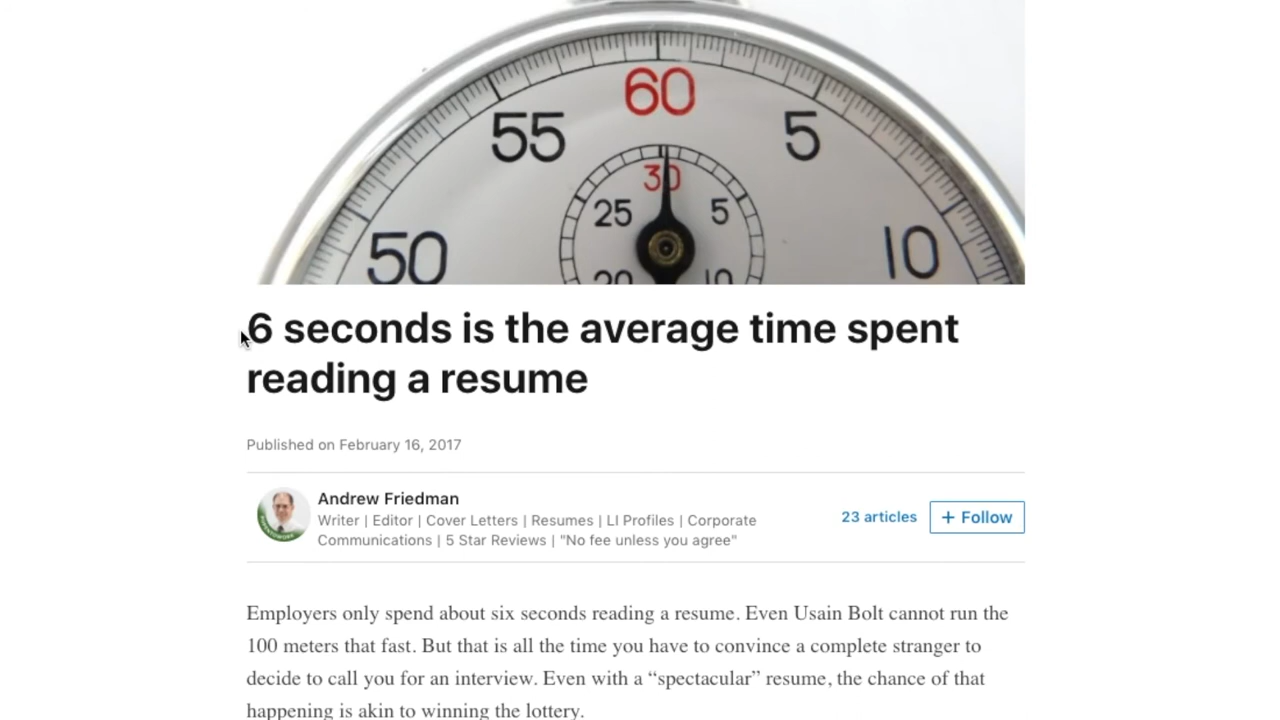 60
55
5
30
25
5
50
10
20
10
6 seconds is the average time spent
reading a resume
Published on February 16, 2017
Andrew Friedman
Writer | Editor | Cover Letters | Resumes | LI Profiles | Corporate
Communications | 5 Star Reviews | "No fee unless you agree"
23 articles
+ Follow
Employers only spend about six seconds reading a resume. Even Usain Bolt cannot run the
100 meters that fast. But that is all the time you have to convince a complete stranger to
decide to call you for an interview. Even with a “spectacular” resume, the chance of that
happening is akin to winning the lottery.